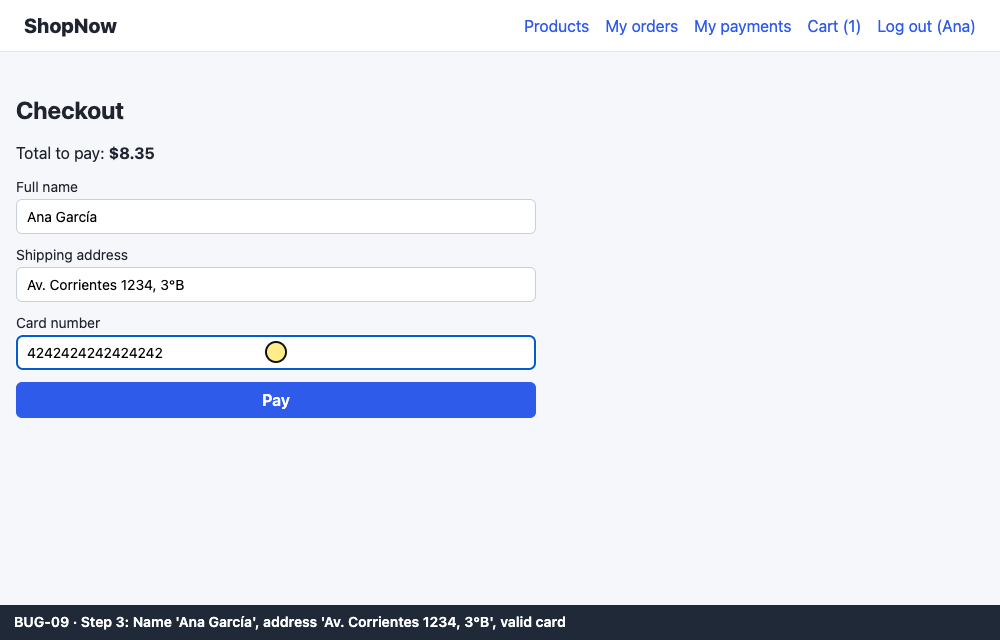 ShopNow
Products My orders My payments Cart (1) Log out (Ana)
Checkout
Total to pay: $8.35
Full name
Ana García
Shipping address
Av. Corrientes 1234, 3°B
Card number
4242424242424242
Pay
BUG-09 · Step 3: Name 'Ana García', address 'Av. Corrientes 1234, 3°B', valid card